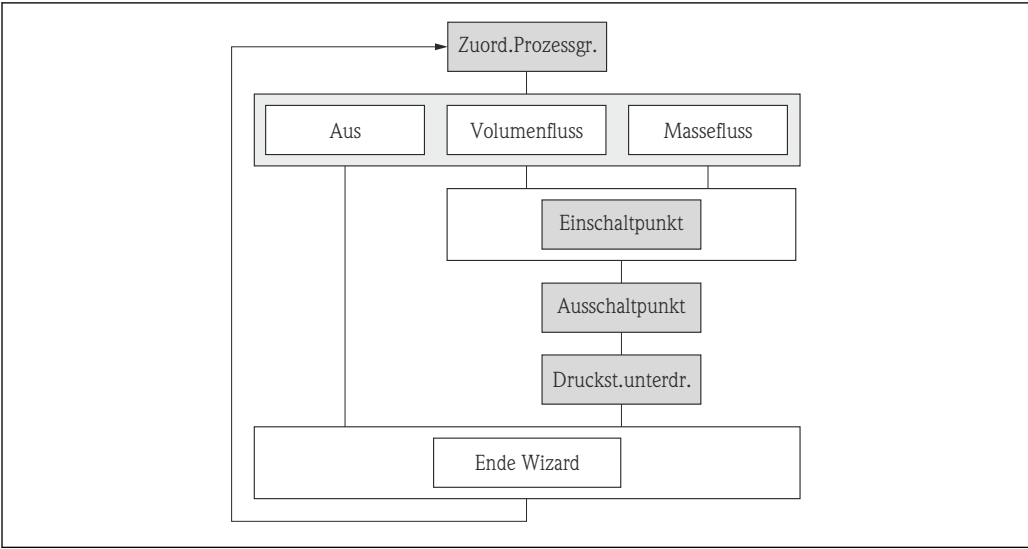 Zuord.Prozessgr.
Aus
Volumenfluss
Massefluss
Einschaltpunkt
Ausschaltpunkt
Druckst.unterdr.
Ende Wizard